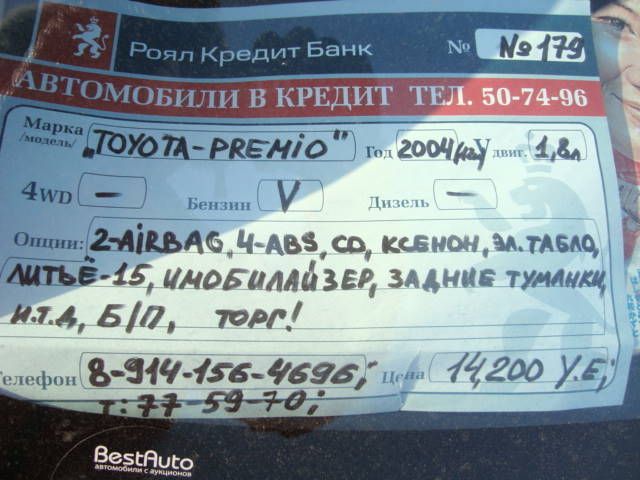 Роял Кредит Банк № №179
АВТОМОБИЛИ В КРЕДИТ ТЕЛ. 50-74-96
Марка /модель/ „TOYOTA-PREMIO" Год 2004 V двиг. 1,8л
4WD – Бензин V Дизель –
Опции: 2-AIRBAG, 4-ABS, CD, КСЕНОН, ЭЛ.ТАБЛО,
ЛИТЬЁ-15, ИМОБИЛАЙЗЕР, ЗАДНИЕ ТУМАНКИ,
И.Т.Д, Б/П, ТОРГ!
Телефон 8-914-156-4696; Цена 14,200 У.Е;
Т: 77-59-70;
BestAuto
автомобили с аукционов